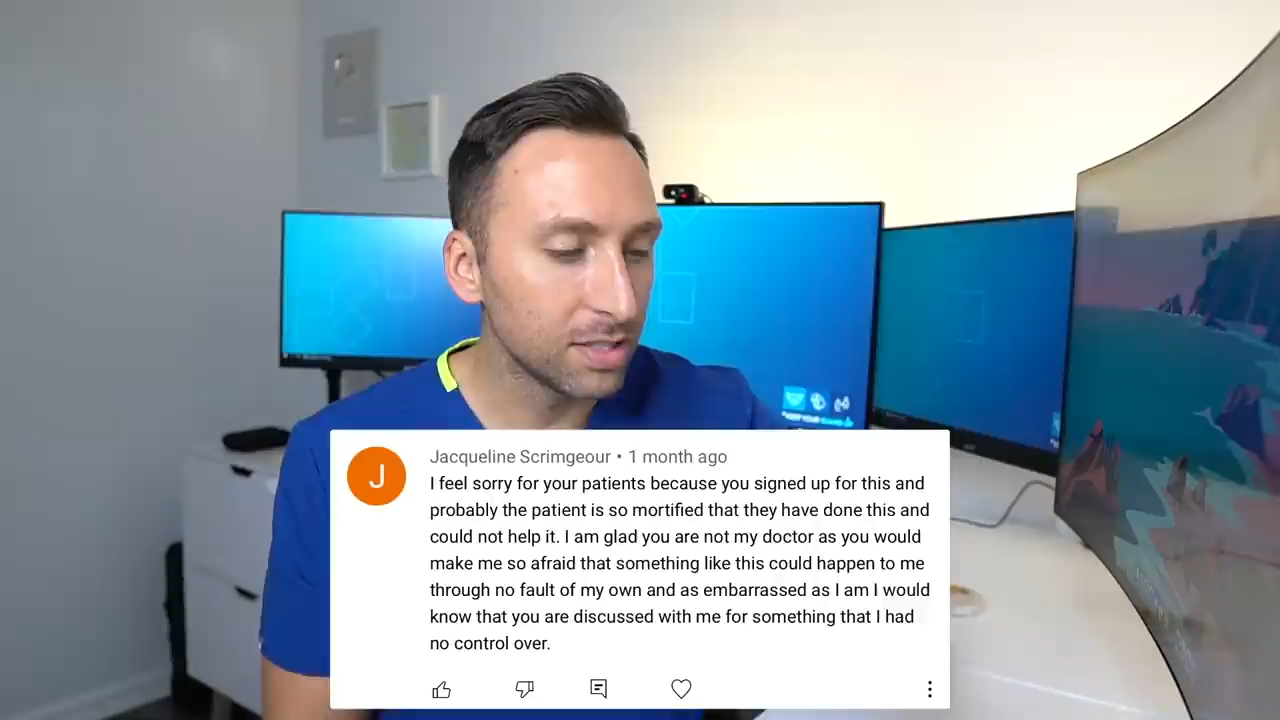 Jacqueline Scrimgeour • 1 month ago
J
I feel sorry for your patients because you signed up for this and
probably the patient is so mortified that they have done this and
could not help it. I am glad you are not my doctor as you would
make me so afraid that something like this could happen to me
through no fault of my own and as embarrassed as I am I would
know that you are discussed with me for something that I had
no control over.